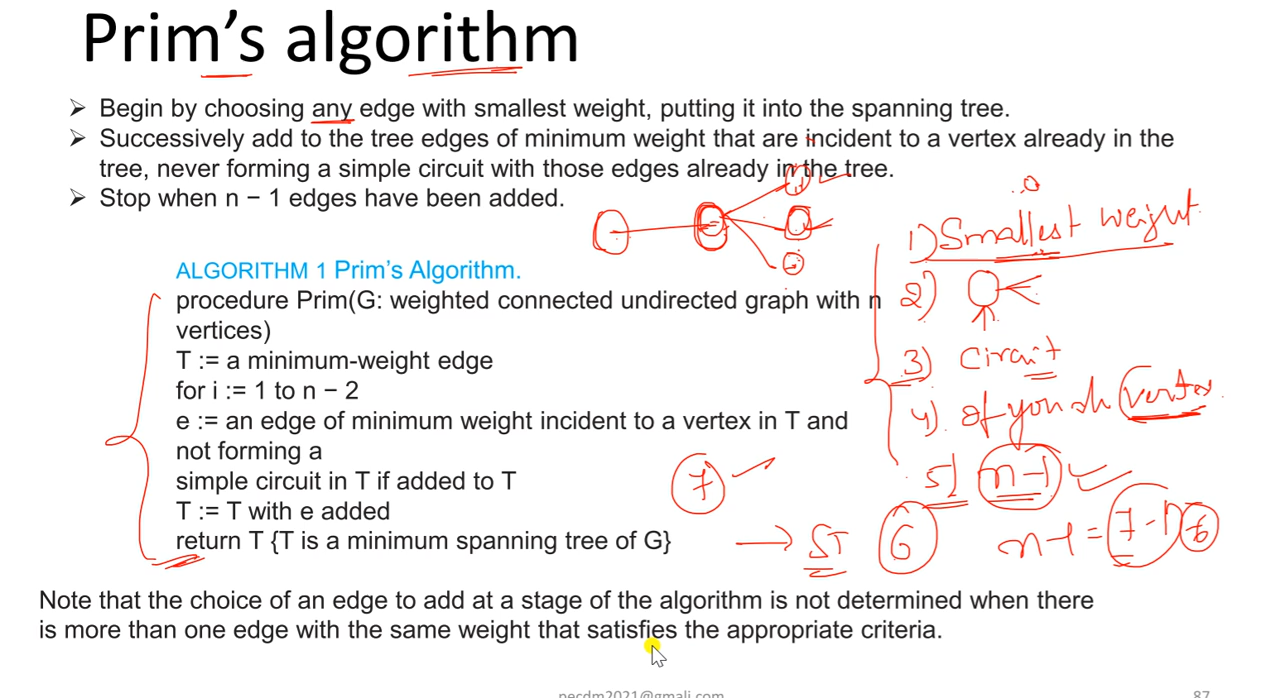 Prim's algorithm
➢ Begin by choosing any edge with smallest weight, putting it into the spanning tree.
➢ Successively add to the tree edges of minimum weight that are incident to a vertex already in the
tree, never forming a simple circuit with those edges already in the tree.
➢ Stop when n − 1 edges have been added.
1) Smallest weight
ALGORITHM 1 Prim's Algorithm.
procedure Prim(G: weighted connected undirected graph with n
2)
vertices)
T := a minimum-weight edge
3) Circuit
for i := 1 to n − 2
4)
e := an edge of minimum weight incident to a vertex in T and
not forming a
simple circuit in T if added to T
7
5) n-1
T := T with e added
return T {T is a minimum spanning tree of G}
→ ST
n-1 = 7-1 6
Note that the choice of an edge to add at a stage of the algorithm is not determined when there
is more than one edge with the same weight that satisfies the appropriate criteria.
necdm2021@gmali.com
87